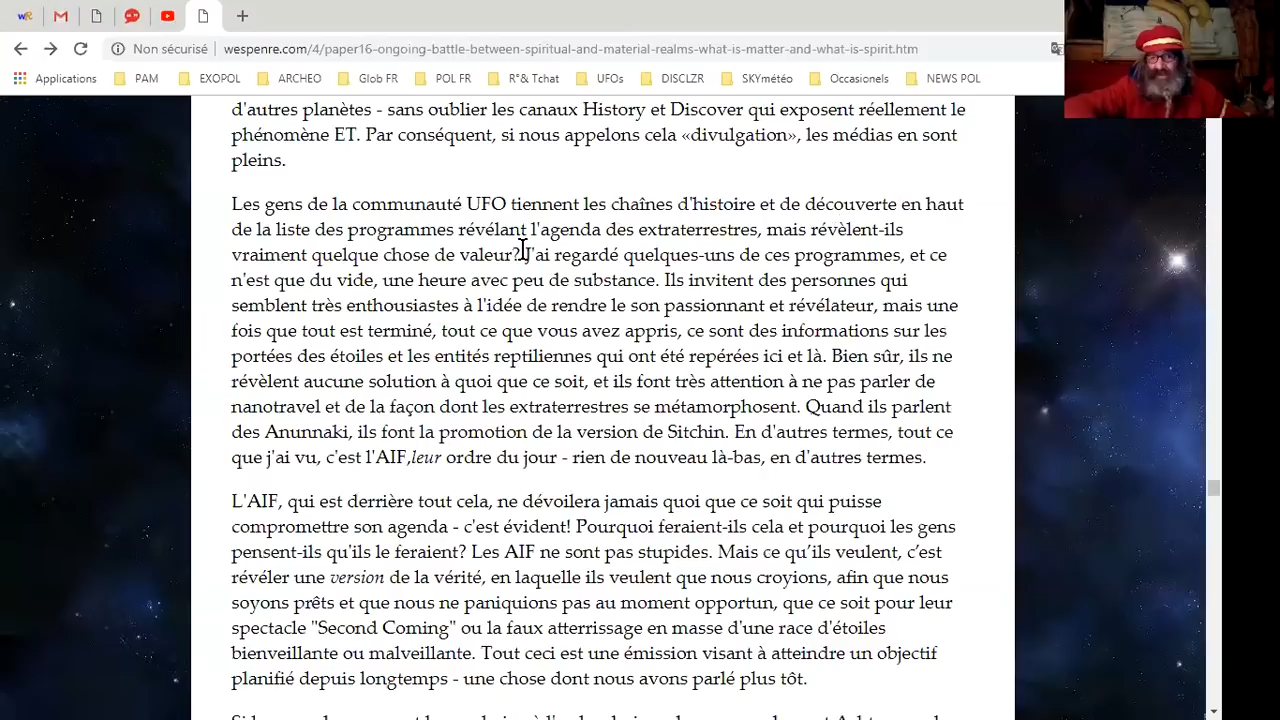 Non sécurisé | wespenre.com/4/paper16-ongoing-battle-between-spiritual-and-material-realms-what-is-matter-and-what-is-spirit.htm
Applications PAM EXOPOL ARCHEO Glob FR POL FR R°& Tchat UFOs DISCLZR SKYmétéo Occasionels NEWS POL
d'autres planètes - sans oublier les canaux History et Discover qui exposent réellement le
phénomène ET. Par conséquent, si nous appelons cela «divulgation», les médias en sont
pleins.
Les gens de la communauté UFO tiennent les chaînes d'histoire et de découverte en haut
de la liste des programmes révélant l'agenda des extraterrestres, mais révèlent-ils
vraiment quelque chose de valeur? J'ai regardé quelques-uns de ces programmes, et ce
n'est que du vide, une heure avec peu de substance. Ils invitent des personnes qui
semblent très enthousiastes à l'idée de rendre le son passionnant et révélateur, mais une
fois que tout est terminé, tout ce que vous avez appris, ce sont des informations sur les
portées des étoiles et les entités reptiliennes qui ont été repérées ici et là. Bien sûr, ils ne
révèlent aucune solution à quoi que ce soit, et ils font très attention à ne pas parler de
nanotravel et de la façon dont les extraterrestres se métamorphosent. Quand ils parlent
des Anunnaki, ils font la promotion de la version de Sitchin. En d'autres termes, tout ce
que j'ai vu, c'est l'AIF,leur ordre du jour - rien de nouveau là-bas, en d'autres termes.
L'AIF, qui est derrière tout cela, ne dévoilera jamais quoi que ce soit qui puisse
compromettre son agenda - c'est évident! Pourquoi feraient-ils cela et pourquoi les gens
pensent-ils qu'ils le feraient? Les AIF ne sont pas stupides. Mais ce qu'ils veulent, c'est
révéler une version de la vérité, en laquelle ils veulent que nous croyions, afin que nous
soyons prêts et que nous ne paniquions pas au moment opportun, que ce soit pour leur
spectacle "Second Coming" ou la faux atterrissage en masse d'une race d'étoiles
bienveillante ou malveillante. Tout ceci est une émission visant à atteindre un objectif
planifié depuis longtemps - une chose dont nous avons parlé plus tôt.